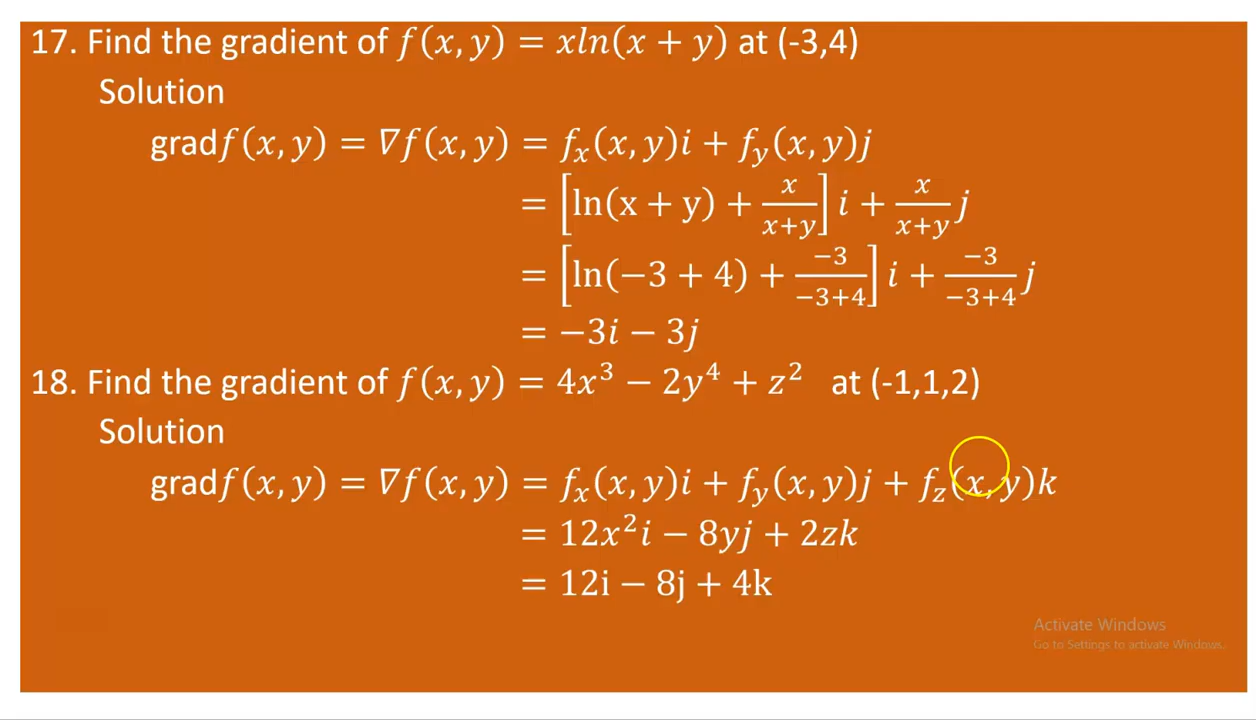 17. Find the gradient of f(x, y) = xln(x + y) at (-3,4)
Solution
gradf(x, y) = ∇f(x, y) = fₓ(x, y)i + f_y(x, y)j
= [ln(x + y) + x/(x+y)] i + x/(x+y) j
= [ln(−3 + 4) + −3/(−3+4)] i + −3/(−3+4) j
= −3i − 3j
18. Find the gradient of f(x, y) = 4x³ − 2y⁴ + z² at (-1,1,2)
Solution
gradf(x, y) = ∇f(x, y) = fₓ(x, y)i + f_y(x, y)j + f_z(x, y)k
= 12x²i − 8yj + 2zk
= 12i − 8j + 4k
Activate Windows
Go to Settings to activate Windows.